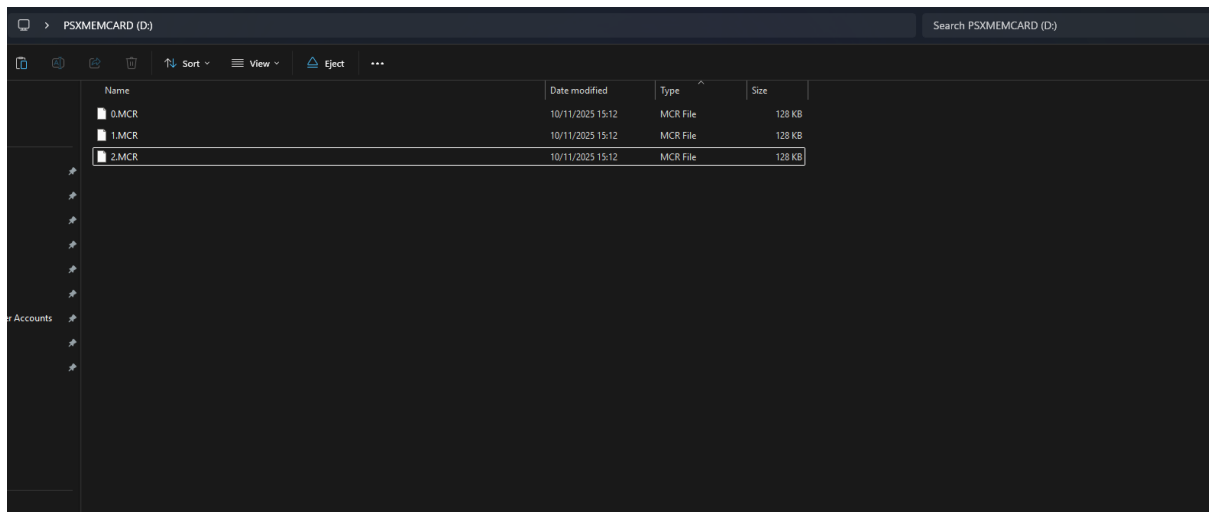 > PSXMEMCARD (D:) Search PSXMEMCARD (D:)
Sort View Eject ...
Name Date modified Type Size
0.MCR 10/11/2025 15:12 MCR File 128 KB
1.MCR 10/11/2025 15:12 MCR File 128 KB
2.MCR 10/11/2025 15:12 MCR File 128 KB
er Accounts